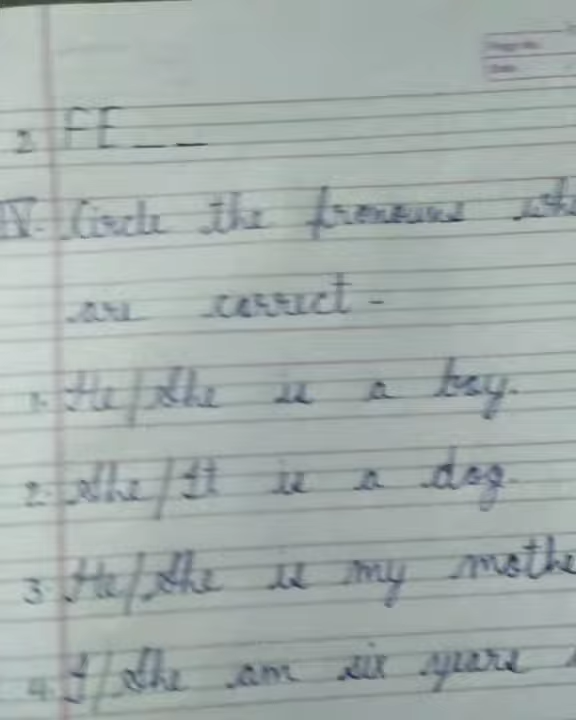 2. FE _ _
IV. Circle the pronouns
are correct -
1. He/She is a boy.
2. She/It is a dog.
3. He/She is my
4. I/She am six years